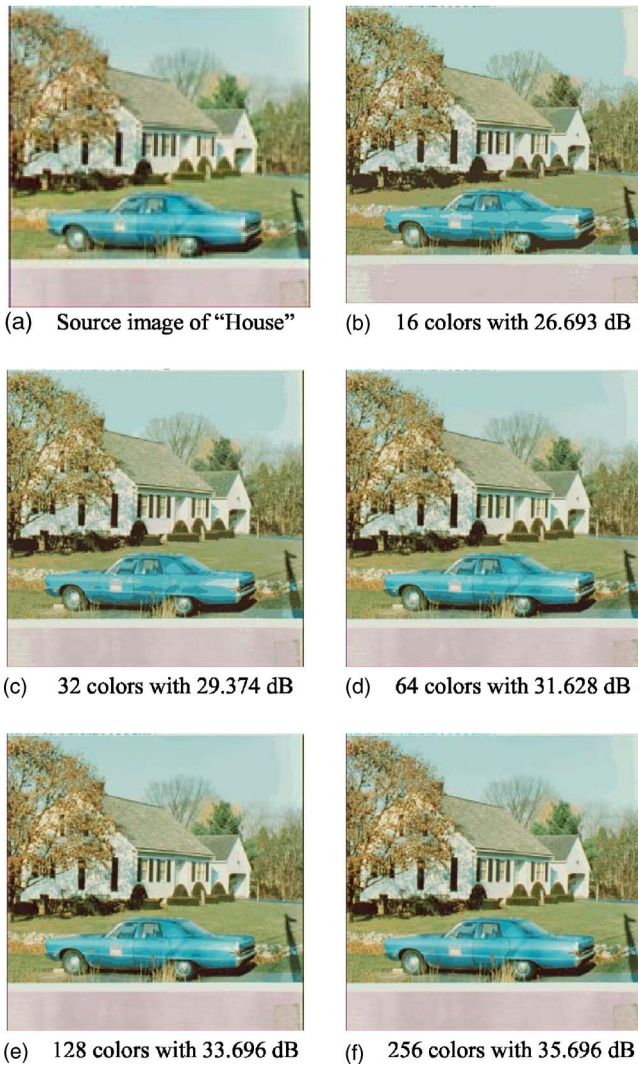 (a) Source image of “House”
(b) 16 colors with 26.693 dB
(c) 32 colors with 29.374 dB
(d) 64 colors with 31.628 dB
(e) 128 colors with 33.696 dB
(f) 256 colors with 35.696 dB